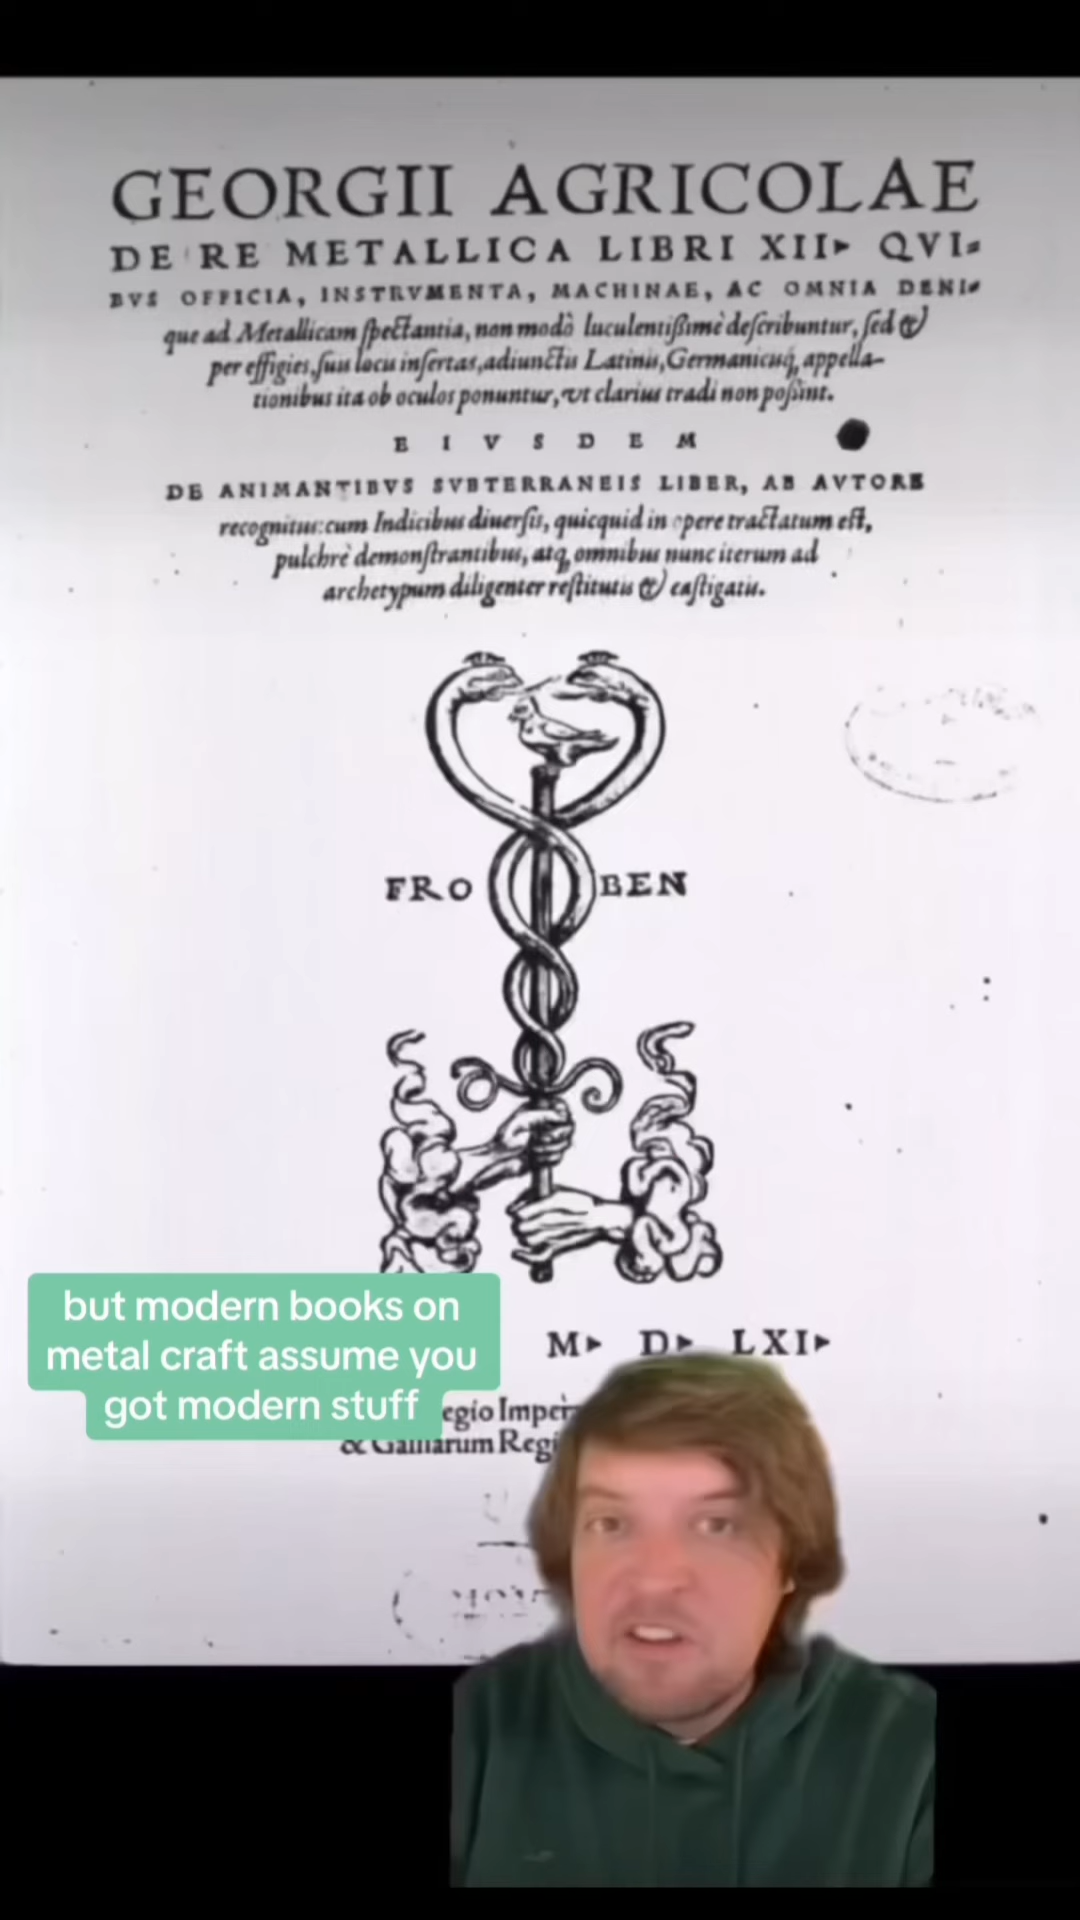 GEORGII AGRICOLAE
DE RE METALLICA LIBRI XII▸ QVI⸗
BVS OFFICIA, INSTRVMENTA, MACHINAE, AC OMNIA DENI⸗
que ad Metallicam ſpectantia, non modò luculentißimè deſcribuntur, ſed &
per effigies, ſuis locis inſertas, adiunctis Latinis, Germanicisq́; appella-
tionibus ita ob oculos ponuntur, vt clarius tradi non poßint.
E I V S D E M
DE ANIMANTIBVS SVBTERRANEIS LIBER, AB AVTORE
recognitus: cum Indicibus diuerſis, quicquid in opere tractatum eſt,
pulchrè demonſtrantibus, atq; omnibus nunc iterum ad
archetypum diligenter reſtitutis & caſtigatis.
FRO BEN
but modern books on
metal craft assume you
got modern stuff
M▸ D▸ LXI▸
egio Imper
& Galliarum Regi